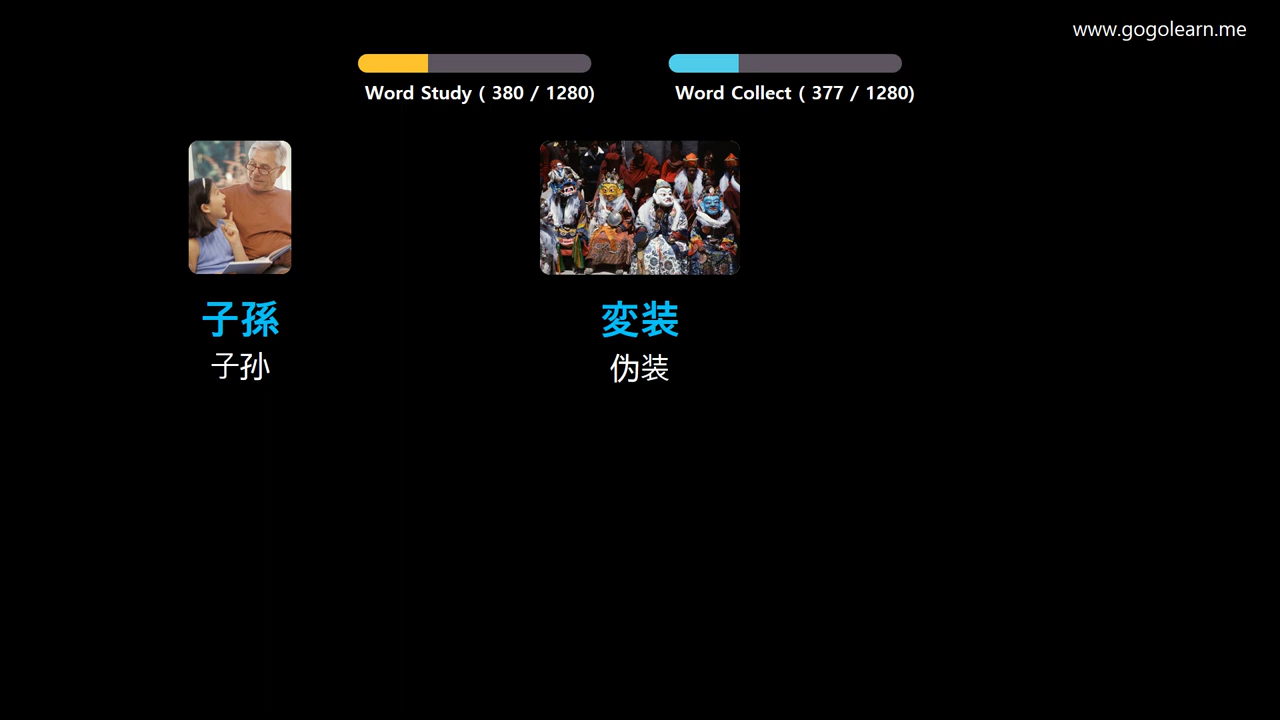 www.gogolearn.me
Word Study ( 380 / 1280)
Word Collect ( 377 / 1280)
子孫
子孙
変装
伪装